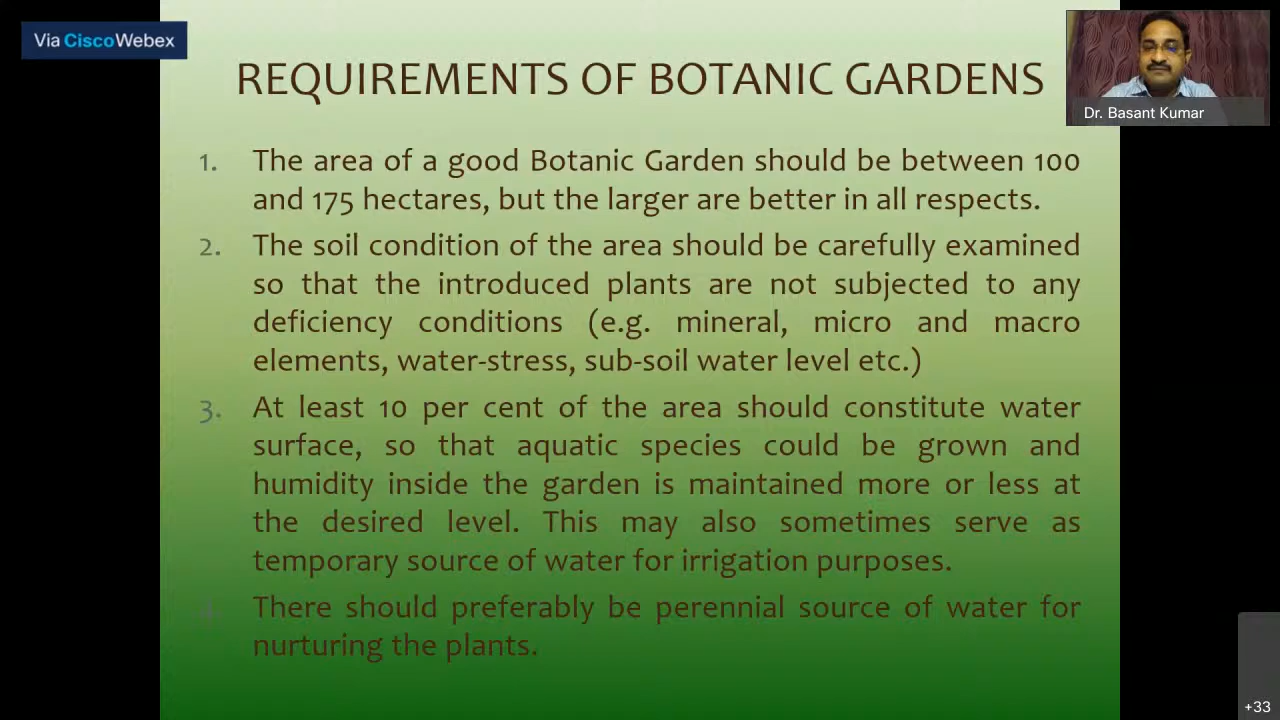 Via CiscoWebex
REQUIREMENTS OF BOTANIC GARDENS
Dr. Basant Kumar
1. The area of a good Botanic Garden should be between 100
and 175 hectares, but the larger are better in all respects.
2. The soil condition of the area should be carefully examined
so that the introduced plants are not subjected to any
deficiency conditions (e.g. mineral, micro and macro
elements, water-stress, sub-soil water level etc.)
3. At least 10 per cent of the area should constitute water
surface, so that aquatic species could be grown and
humidity inside the garden is maintained more or less at
the desired level. This may also sometimes serve as
temporary source of water for irrigation purposes.
4. There should preferably be perennial source of water for
nurturing the plants.
+33